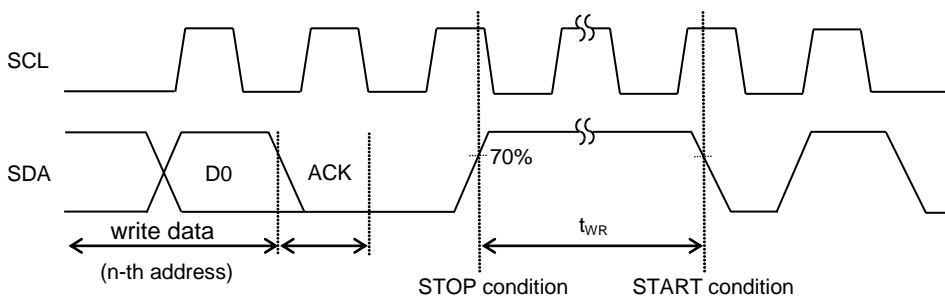 SCL
SDA
D0
ACK
70%
write data
(n-th address)
tWR
STOP condition
START condition